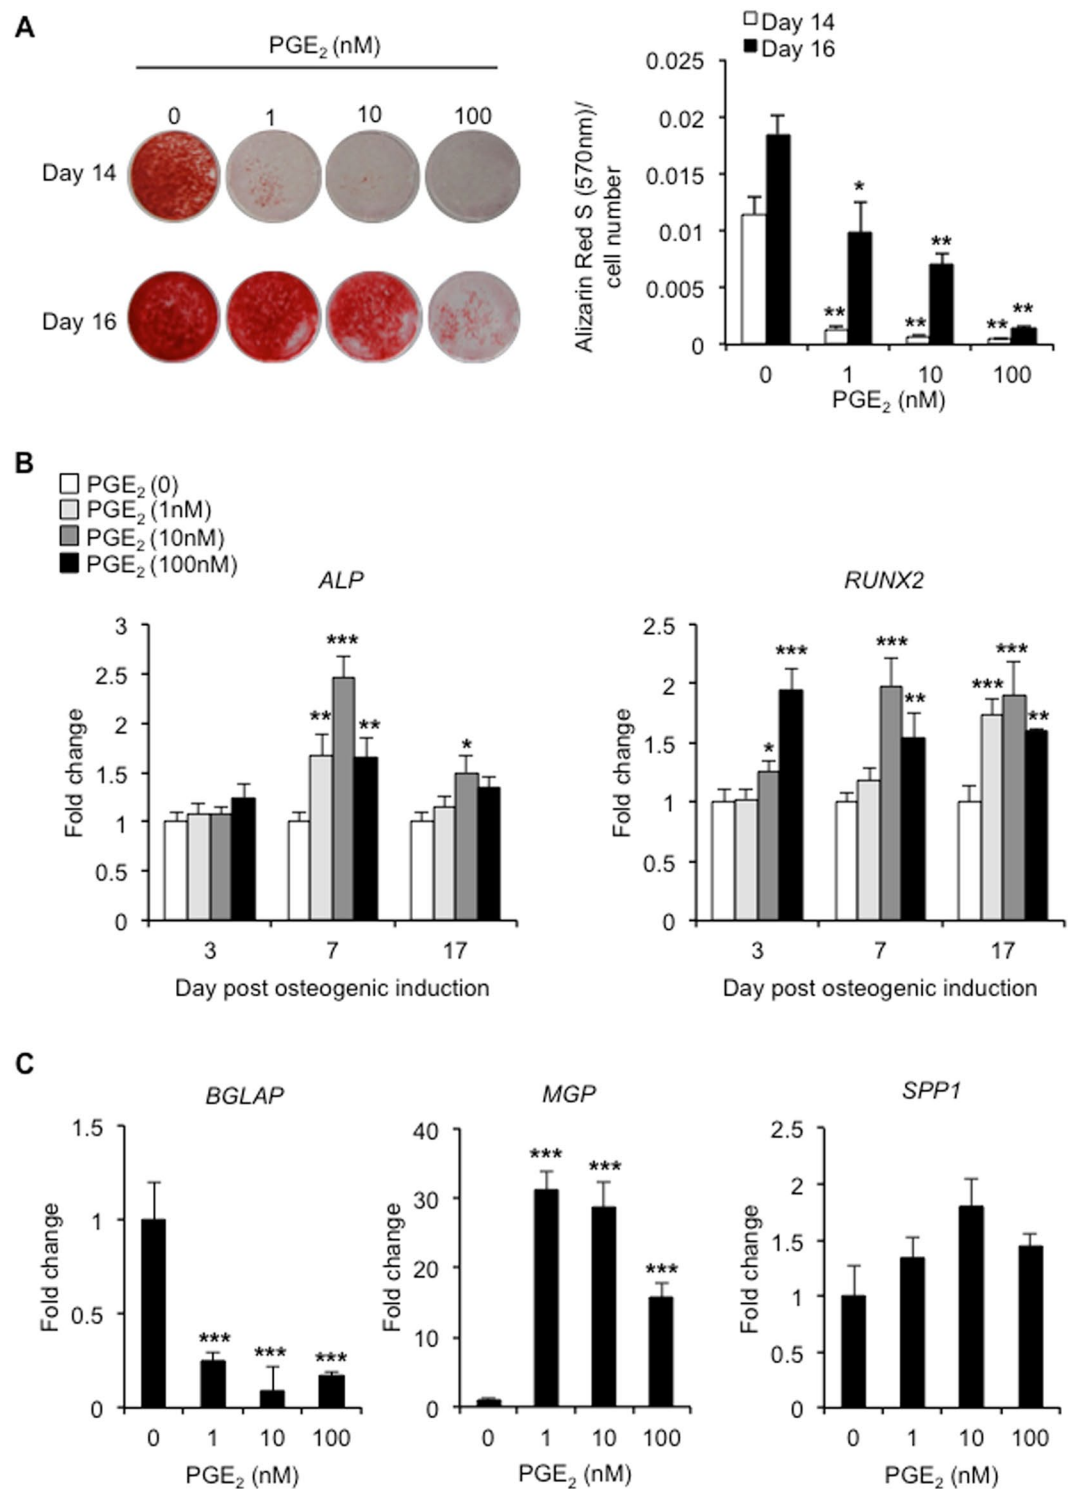 A
PGE₂ (nM)
0 1 10 100
Day 14
Day 16
Day 14
Day 16
Alizarin Red S (570nm)/
cell number
0.025
0.02
0.015
0.01
0.005
0
*
**
**
**
**
**
0 1 10 100
PGE₂ (nM)
B
PGE₂ (0)
PGE₂ (1nM)
PGE₂ (10nM)
PGE₂ (100nM)
ALP
Fold change
3
2.5
2
1.5
1
0.5
0
**
***
**
*
3 7 17
Day post osteogenic induction
RUNX2
Fold change
2.5
2
1.5
1
0.5
0
*
***
***
**
***
***
**
3 7 17
Day post osteogenic induction
C
BGLAP
Fold change
1.5
1
0.5
0
***
***
***
0 1 10 100
PGE₂ (nM)
MGP
Fold change
40
30
20
10
0
***
***
***
0 1 10 100
PGE₂ (nM)
SPP1
Fold change
2.5
2
1.5
1
0.5
0
0 1 10 100
PGE₂ (nM)